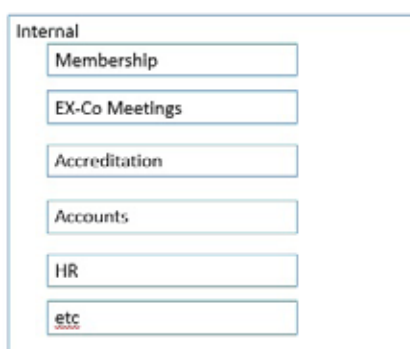 Internal
Membership
EX-Co Meetings
Accreditation
Accounts
HR
etc